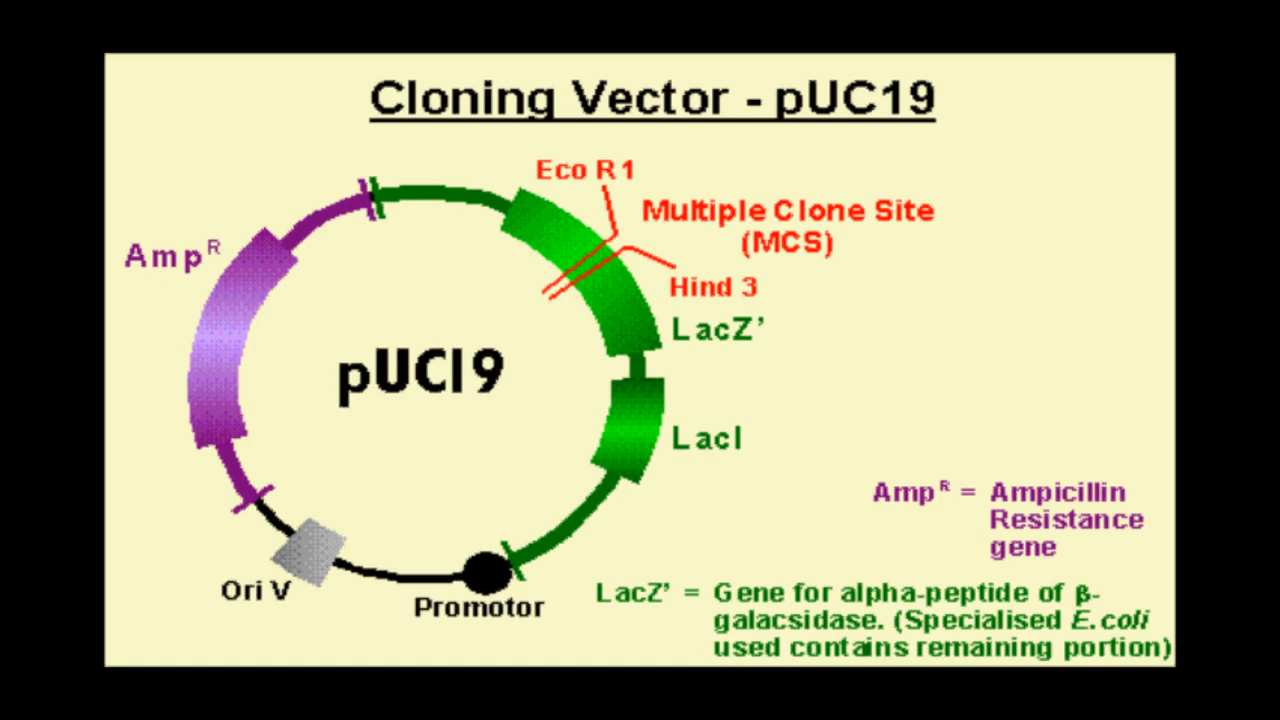 Cloning Vector - pUC19
Eco R1
Multiple Clone Site
(MCS)
Amp R
Hind 3
LacZ’
pUC19
LacI
Amp R = Ampicillin
Resistance
gene
Ori V
Promotor
LacZ’ = Gene for alpha-peptide of β-
galacsidase. (Specialised E.coli
used contains remaining portion)